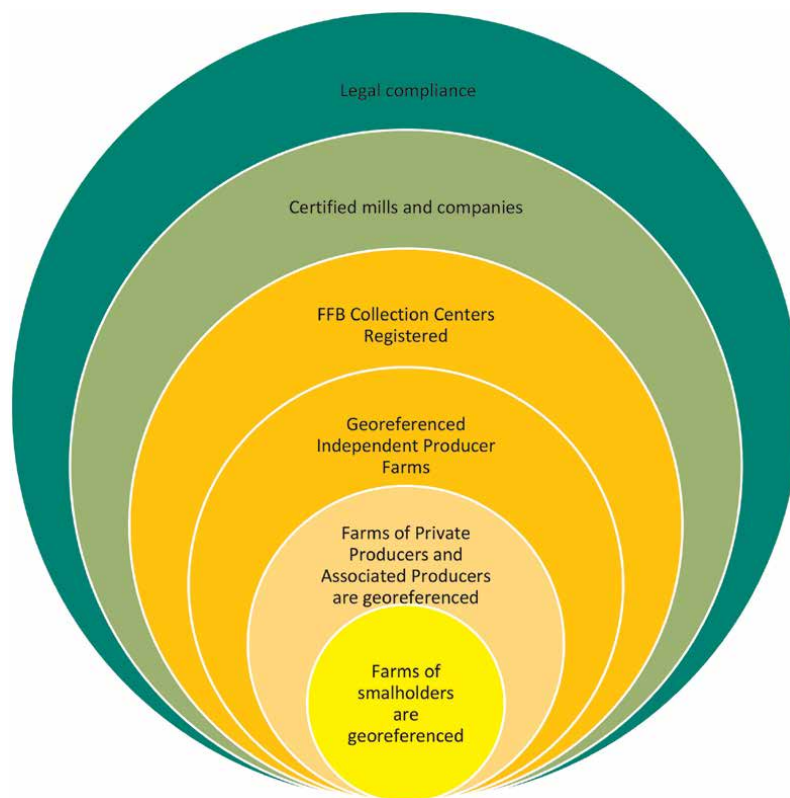 Legal compliance
Certified mills and companies
FFB Collection Centers
Registered
Georeferenced
Independent Producer
Farms
Farms of Private
Producers and
Associated Producers
are georeferenced
Farms of
smalholders
are
georeferenced